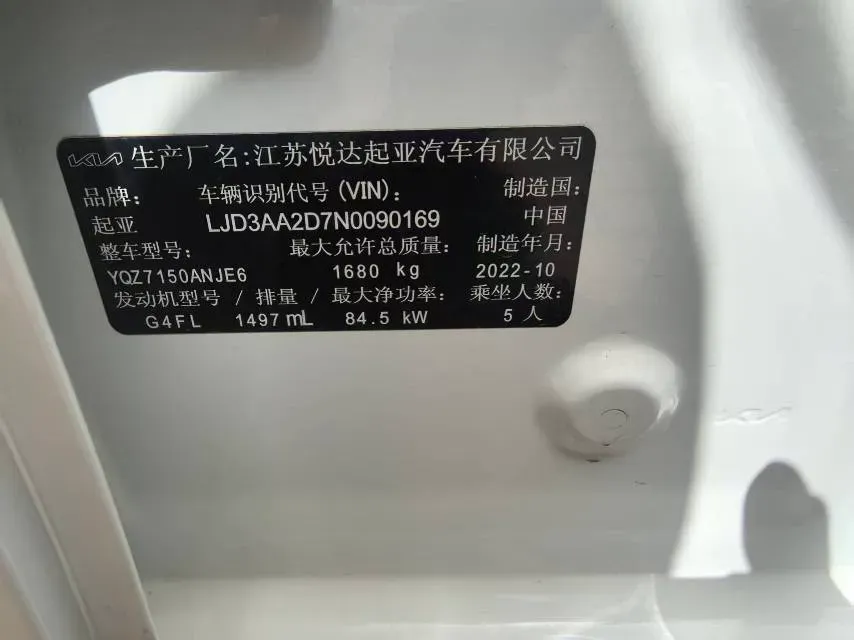 KIA 生产厂名:江苏悦达起亚汽车有限公司
品牌: 车辆识别代号(VIN): 制造国:
起亚 LJD3AA2D7N0090169 中国
整车型号: 最大允许总质量: 制造年月:
YQZ7150ANJE6 1680 kg 2022-10
发动机型号/排量/最大净功率: 乘坐人数:
G4FL 1497mL 84.5 kW 5人
KIA